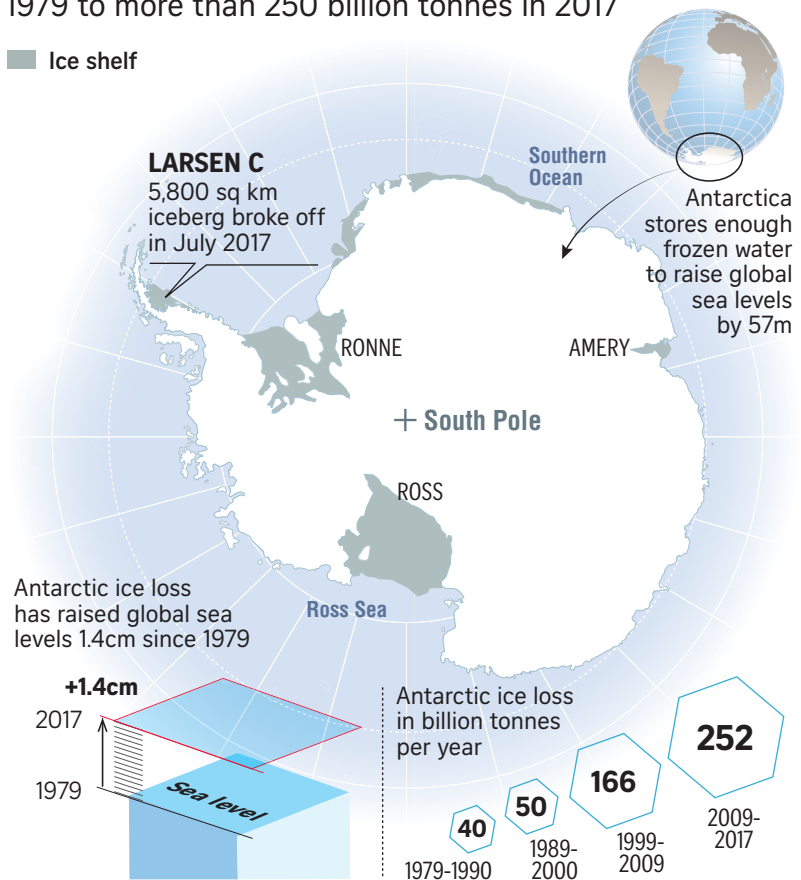 1979 to more than 250 billion tonnes in 2017
Ice shelf
LARSEN C
5,800 sq km
iceberg broke off
in July 2017
Southern
Ocean
Antarctica
stores enough
frozen water
to raise global
sea levels
by 57m
RONNE
AMERY
South Pole
ROSS
Ross Sea
Antarctic ice loss
has raised global sea
levels 1.4cm since 1979
+1.4cm
2017
1979
Sea level
Antarctic ice loss
in billion tonnes
per year
40
1979-1990
50
1989-
2000
166
1999-
2009
252
2009-
2017